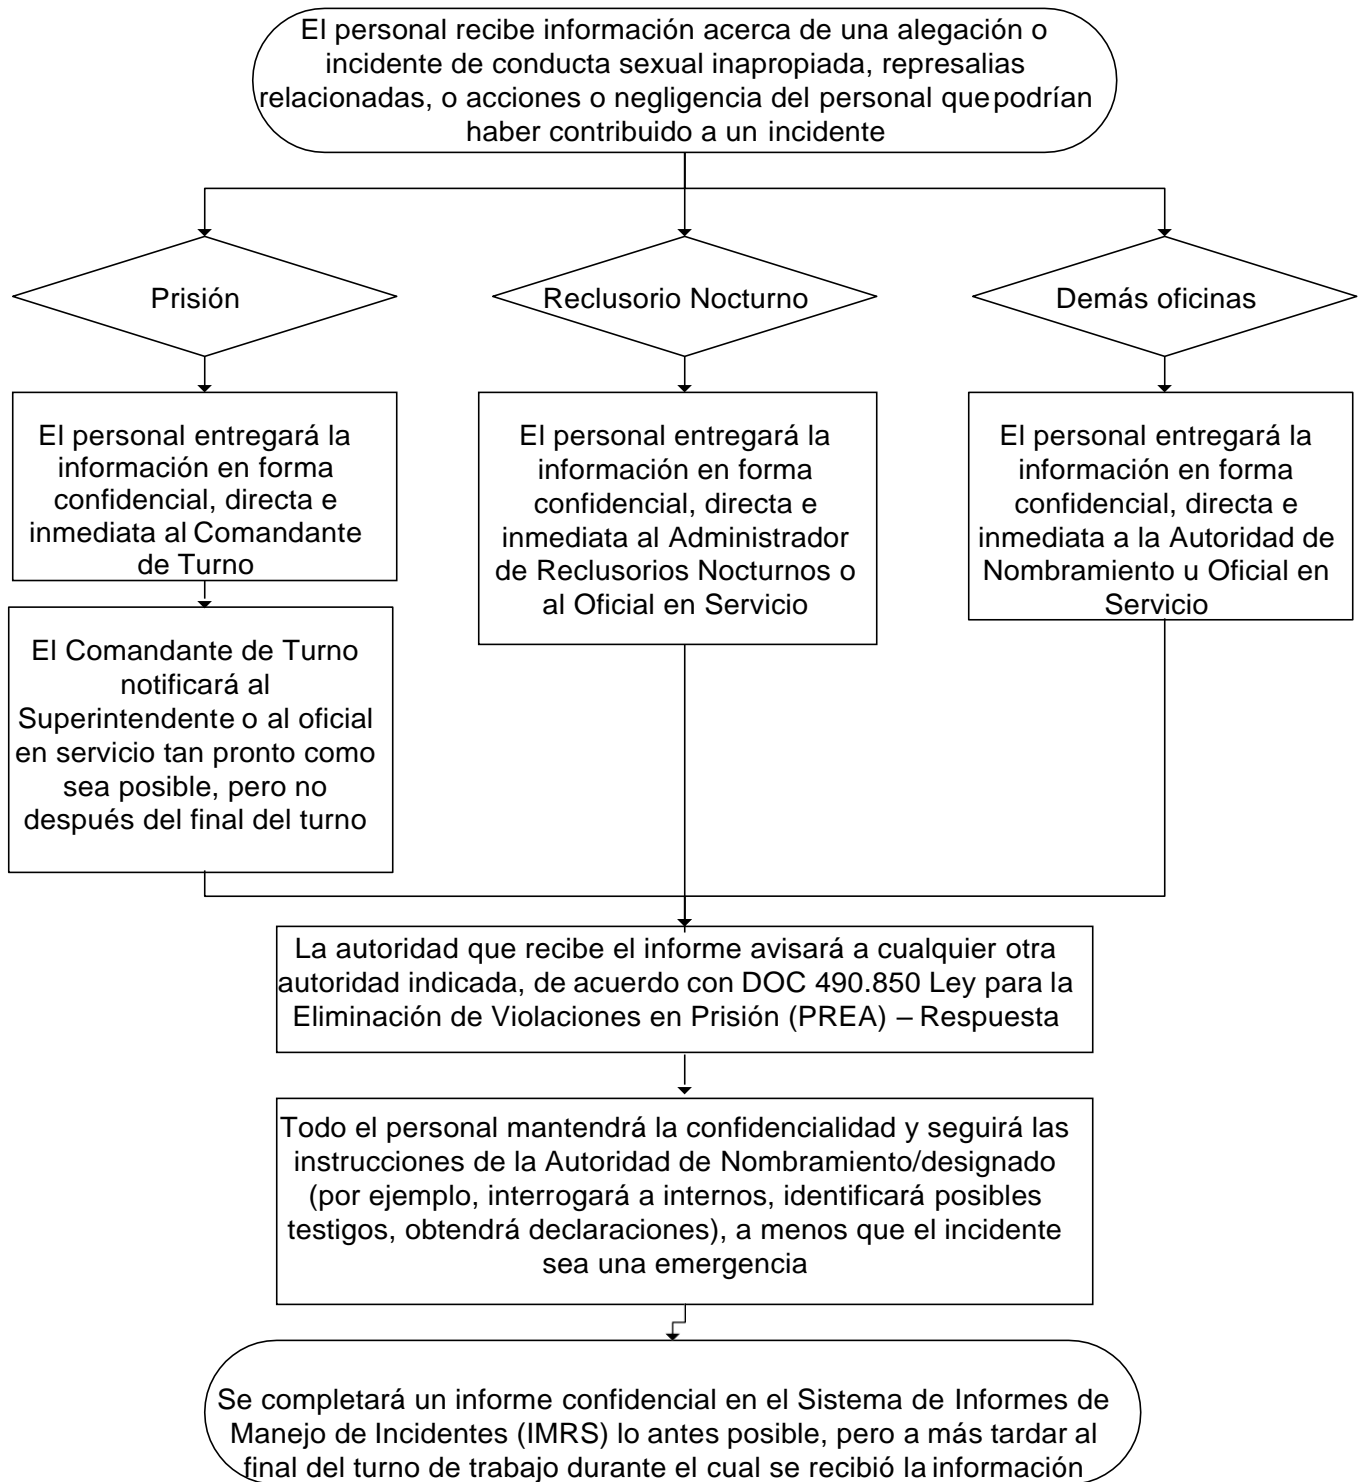 El personal recibe información acerca de una alegación o
incidente de conducta sexual inapropiada, represalias
relacionadas, o acciones o negligencia del personal que podrían
haber contribuido a un incidente
Prisión
Reclusorio Nocturno
Demás oficinas
El personal entregará la
información en forma
confidencial, directa e
inmediata al Comandante
de Turno
El Comandante de Turno
notificará al
Superintendente o al oficial
en servicio tan pronto como
sea posible, pero no
después del final del turno
El personal entregará la
información en forma
confidencial, directa e
inmediata al Administrador
de Reclusorios Nocturnos o
al Oficial en Servicio
El personal entregará la
información en forma
confidencial, directa e
inmediata a la Autoridad de
Nombramiento u Oficial en
Servicio
La autoridad que recibe el informe avisará a cualquier otra
autoridad indicada, de acuerdo con DOC 490.850 Ley para la
Eliminación de Violaciones en Prisión (PREA) – Respuesta
Todo el personal mantendrá la confidencialidad y seguirá las
instrucciones de la Autoridad de Nombramiento/designado
(por ejemplo, interrogará a internos, identificará posibles
testigos, obtendrá declaraciones), a menos que el incidente
sea una emergencia
Se completará un informe confidencial en el Sistema de Informes de
Manejo de Incidentes (IMRS) lo antes posible, pero a más tardar al
final del turno de trabajo durante el cual se recibió la información